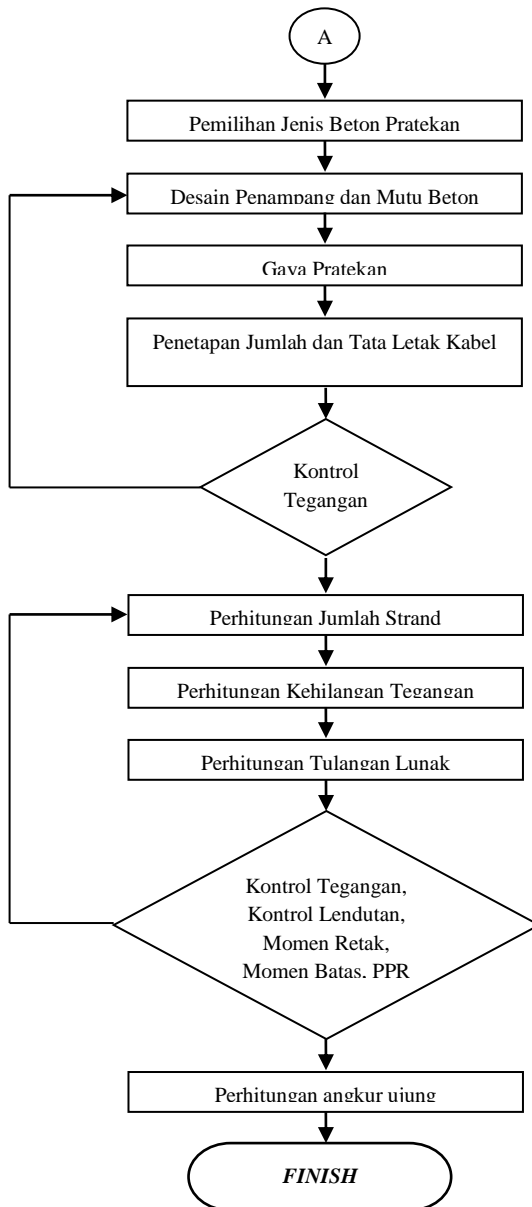 A
Pemilihan Jenis Beton Pratekan
Desain Penampang dan Mutu Beton
Gaya Pratekan
Penetapan Jumlah dan Tata Letak Kabel
Kontrol
Tegangan
Perhitungan Jumlah Strand
Perhitungan Kehilangan Tegangan
Perhitungan Tulangan Lunak
Kontrol Tegangan,
Kontrol Lendutan,
Momen Retak,
Momen Batas, PPR
Perhitungan angkur ujung
FINISH